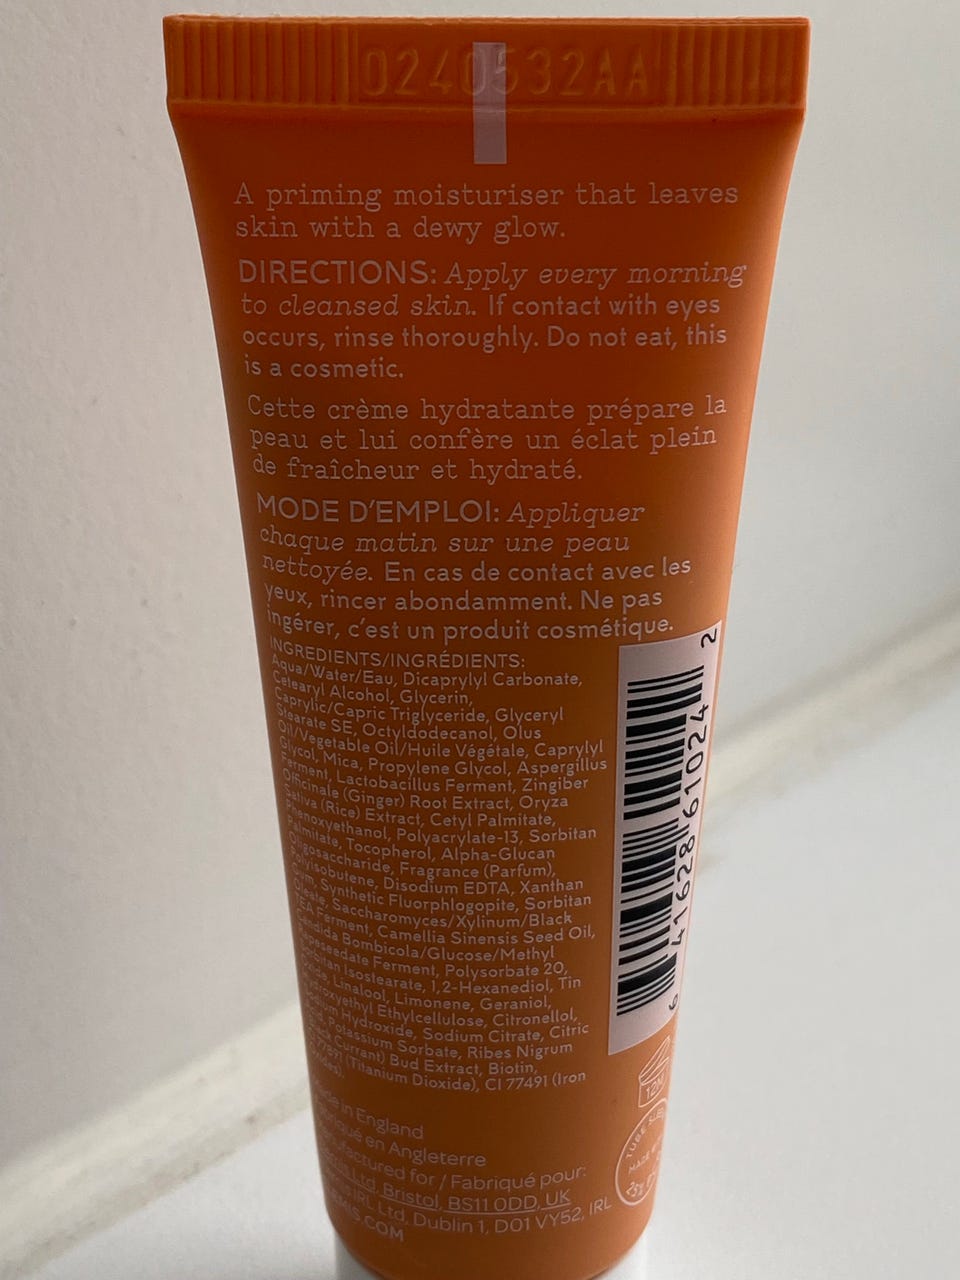 0240532AA
A priming moisturiser that leaves
skin with a dewy glow.
DIRECTIONS: Apply every morning
to cleansed skin. If contact with eyes
occurs, rinse thoroughly. Do not eat, this
is a cosmetic.
Cette crème hydratante prépare la
peau et lui confère un éclat plein
de fraîcheur et hydraté.
MODE D'EMPLOI: Appliquer
chaque matin sur une peau
nettoyée. En cas de contact avec les
yeux, rincer abondamment. Ne pas
ingérer, c'est un produit cosmétique.
INGREDIENTS/INGRÉDIENTS:
Aqua/Water/Eau, Dicaprylyl Carbonate,
Cetearyl Alcohol, Glycerin,
Caprylic/Capric Triglyceride, Glyceryl
Stearate SE, Octyldodecanol, Olus
Oil/Vegetable Oil/Huile Végétale, Caprylyl
Glycol, Mica, Propylene Glycol, Aspergillus
Ferment, Lactobacillus Ferment, Zingiber
Officinale (Ginger) Root Extract, Oryza
Sativa (Rice) Extract, Cetyl Palmitate,
Phenoxyethanol, Polyacrylate-13, Sorbitan
Palmitate, Tocopherol, Alpha-Glucan
Oligosaccharide, Fragrance (Parfum),
Polyisobutene, Disodium EDTA, Xanthan
Gum, Synthetic Fluorphlogopite, Sorbitan
Oleate, Saccharomyces/Xylinum/Black
Tea Ferment, Camellia Sinensis Seed Oil,
Candida Bombicola/Glucose/Methyl
Rapeseedate Ferment, Polysorbate 20,
Sorbitan Isostearate, 1,2-Hexanediol, Tin
Oxide, Linalool, Limonene, Geraniol,
Hydroxyethyl Ethylcellulose, Citronellol,
Sodium Hydroxide, Sodium Citrate, Citric
Acid, Potassium Sorbate, Ribes Nigrum
(Black Currant) Bud Extract, Biotin,
CI 77891 (Titanium Dioxide), CI 77491 (Iron
Oxides).
Made in England
Fabriqué en Angleterre
Manufactured for / Fabriqué pour:
Ltd, Bristol, BS11 0DD, UK
IRL Ltd, Dublin 1, D01 VY52, IRL
.COM
6 41628 61024 2
12M
TUBE
MADE